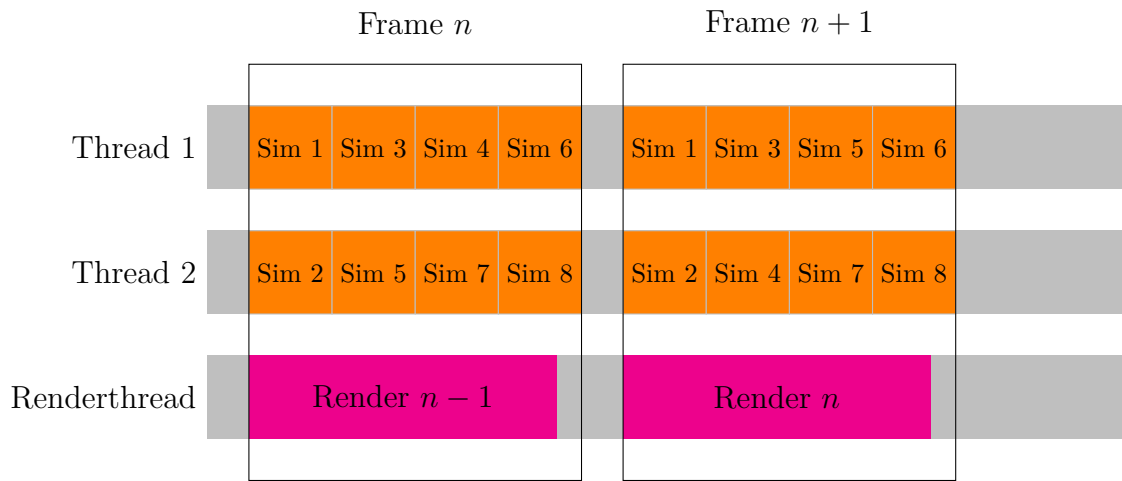 Frame n
Frame n + 1
Thread 1
Sim 1 Sim 3 Sim 4 Sim 6
Sim 1 Sim 3 Sim 5 Sim 6
Thread 2
Sim 2 Sim 5 Sim 7 Sim 8
Sim 2 Sim 4 Sim 7 Sim 8
Renderthread
Render n − 1
Render n